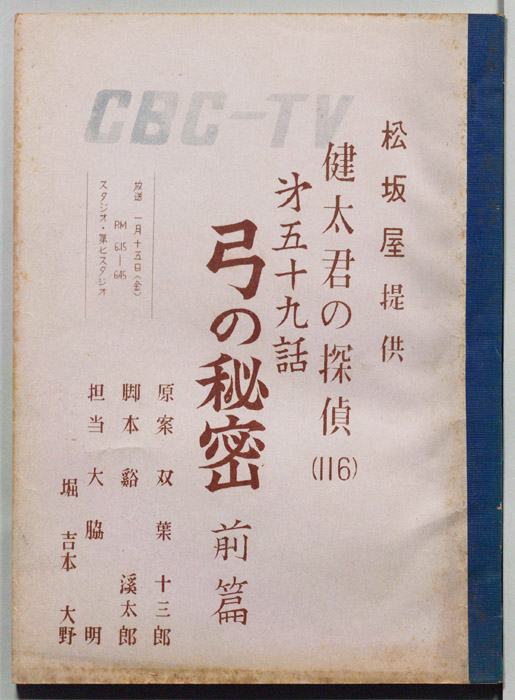 CBC-TV
松坂屋提供
健太君の探偵(116)
才五十九話
弓の秘密 前篇
放送 一月十五日(金)
PM 6.15—6.45
スタジオ・第七スタジオ
原案 双葉十三郎
脚本 谿渓太郎
担当 大脇明
堀 吉本 大野